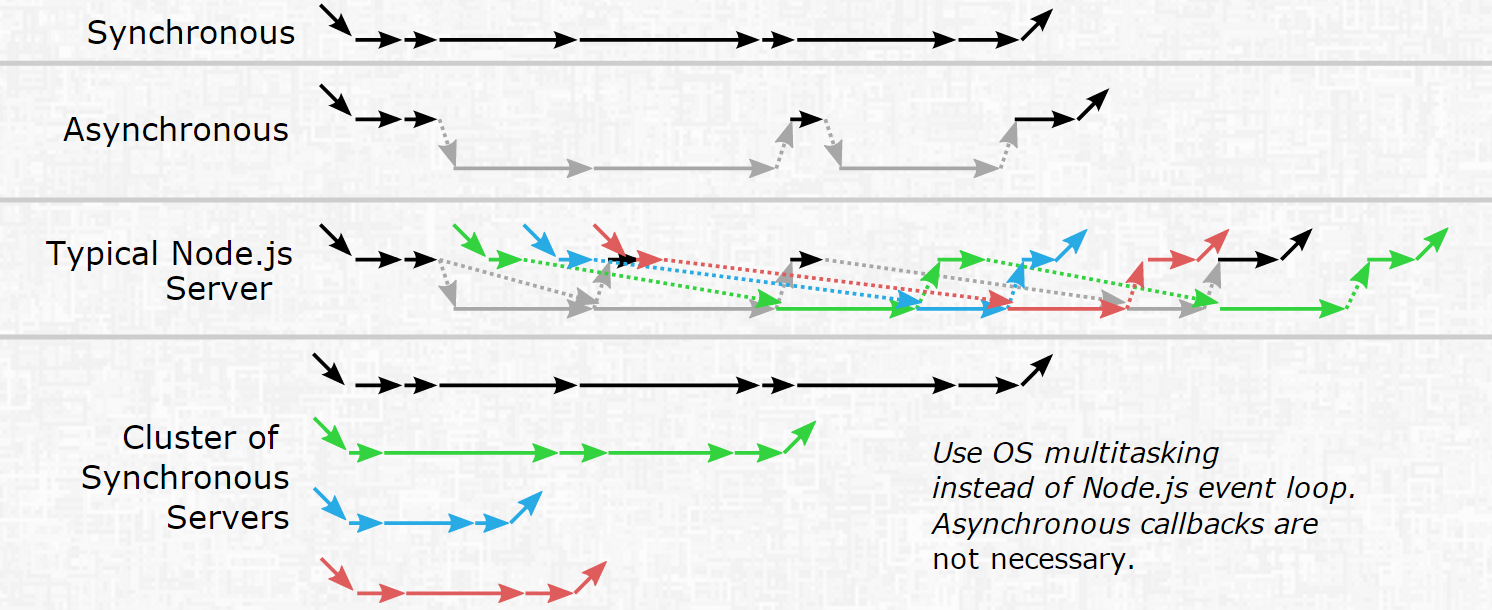 Synchronous
Asynchronous
Typical Node.js
Server
Cluster of
Synchronous
Servers
Use OS multitasking
instead of Node.js event loop.
Asynchronous callbacks are
not necessary.